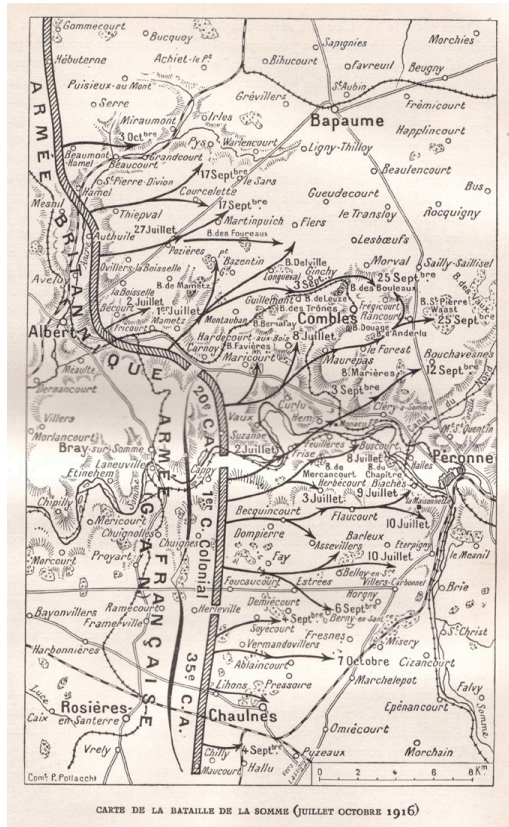 Gommecourt
Bucquoy
Sapignies
Morchies
Hébuterne
Achiet-le-Pt
Bihucourt
Favreuil
Beugny
Puisieux-au-Mont
St Aubin
Serre
Grévillers
Frémicourt
Miraumont
Irles
Bapaume
3 Octbre
Pys
Warlencourt
Haplincourt
Beaumont
Hamel
Beaucourt
Grandcourt
Ligny-Thilloy
St Pierre-Divion
17 Septbre
le Sars
Beaulencourt
Hamel
Courcelette
Gueudecourt
Bus
Mesnil
Thiepval
17 Septbre
le Transloy
Rocquigny
Martinpuich
Flers
Authuile
27 Juillet
B. des Foureaux
Lesbœufs
Pozières
Bazentin
Pt
B. Delville
Morval
Sailly-Saillisel
Ovillers-la-Boisselle
Longueval
Ginchy
25 Septbre
la Boisselle
B. de Mametz
3 Septbre
B. des Bouleaux
2 Juillet
Guillemont
B. de Leuze
Frégicourt
B. St Pierre
Waast
Bécourt
1er Juillet
B. des Trônes
Rancourt
25 Septbre
Albert
Mametz
Montauban
B. Bernafay
Combles
B. Douage
Fricourt
Hardecourt-aux-Bois
8 Juillet
d'Anderlu
Carnoy
B. Favières
le Forest
Bouchavesnes
Maricourt
Maurepas
12 Septbre
Méaulte
B. Marières
Dernancourt
3 Septbre
Curlu
Cléry-s-Somme
Villers
Vaux
Hem
Mt St Quentin
Morlancourt
Suzanne
Feuillères
Buscourt
Bray-sur-Somme
2 Juillet
Frise
8 Juillet
Halles
Péronne
Laneuville
Cappy
B. de
Mereaucourt
B. du
Chapitre
Etinehem
Herbécourt
Biaches
Chipilly
3 Juillet
9 Juillet
la Maisonnette
Becquincourt
Flaucourt
Méricourt
10 Juillet
Chuignolles
Dompierre
Barleux
Chuignes
Assevillers
Eterpigny
Morcourt
Proyart
Fay
10 Juillet
le Mesnil
Belloy-en-Sre
Foucaucourt
Estrées
Villers-Carbonnel
Brie
Bayonvillers
Herleville
Horgny
Framerville
Deniécourt
6 Septbre
4 Septbre
Berny-en-Sant.
Soyecourt
St Christ
Harbonnières
Fresnes
Misery
Vermandovillers
7 Octobre
Cizancourt
Ablaincourt
Marchelepot
Lihons
Pressoire
Falvy
Luce
Caix
Rosières
en-Santerre
Epénancourt
Somme
Chaulnes
Omiécourt
Vrely
Chilly
4 Septbre
Puzeaux
Morchain
Maucourt
Hallu
ARMÉE BRITANNIQUE
ARMÉE FRANÇAISE
20e C.A.
1er C. Colonial
35e C.A.
0 2 4 6 8 Km
Comt P. Pollacchi
CARTE DE LA BATAILLE DE LA SOMME (JUILLET OCTOBRE 1916)